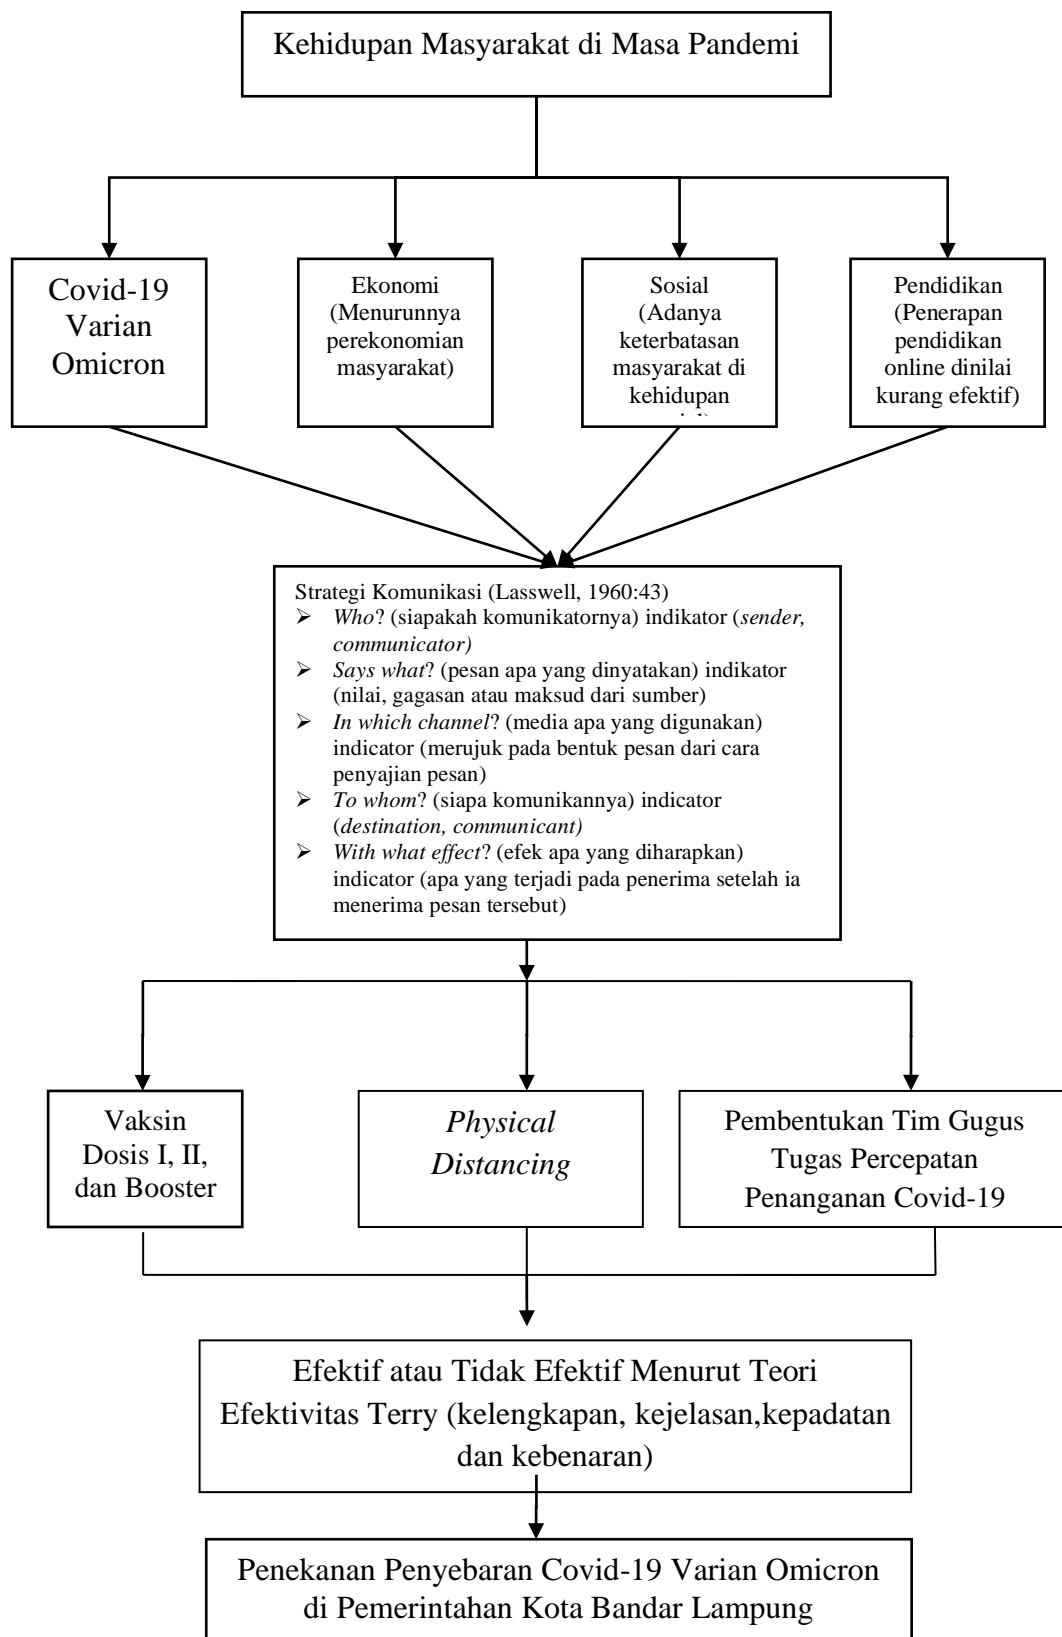 Kehidupan Masyarakat di Masa Pandemi
Covid-19
Varian
Omicron
Ekonomi
(Menurunnya
perekonomian
masyarakat)
Sosial
(Adanya
keterbatasan
masyarakat di
kehidupan
Pendidikan
(Penerapan
pendidikan
online dinilai
kurang efektif)
Strategi Komunikasi (Lasswell, 1960:43)
➢ Who? (siapakah komunikatornya) indikator (sender,
communicator)
➢ Says what? (pesan apa yang dinyatakan) indikator
(nilai, gagasan atau maksud dari sumber)
➢ In which channel? (media apa yang digunakan)
indicator (merujuk pada bentuk pesan dari cara
penyajian pesan)
➢ To whom? (siapa komunikannya) indicator
(destination, communicant)
➢ With what effect? (efek apa yang diharapkan)
indicator (apa yang terjadi pada penerima setelah ia
menerima pesan tersebut)
Vaksin
Dosis I, II,
dan Booster
Physical
Distancing
Pembentukan Tim Gugus
Tugas Percepatan
Penanganan Covid-19
Efektif atau Tidak Efektif Menurut Teori
Efektivitas Terry (kelengkapan, kejelasan,kepadatan
dan kebenaran)
Penekanan Penyebaran Covid-19 Varian Omicron
di Pemerintahan Kota Bandar Lampung